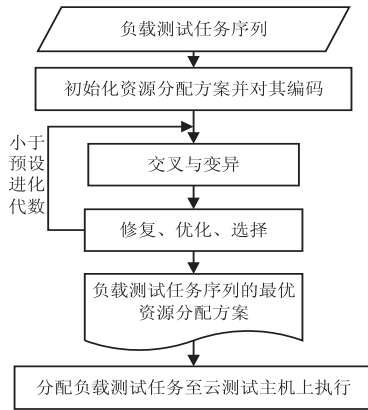 负载测试任务序列
初始化资源分配方案并对其编码
小于
预设
进化
代数
交叉与变异
修复、优化、选择
负载测试任务序列的最优
资源分配方案
分配负载测试任务至云测试主机上执行